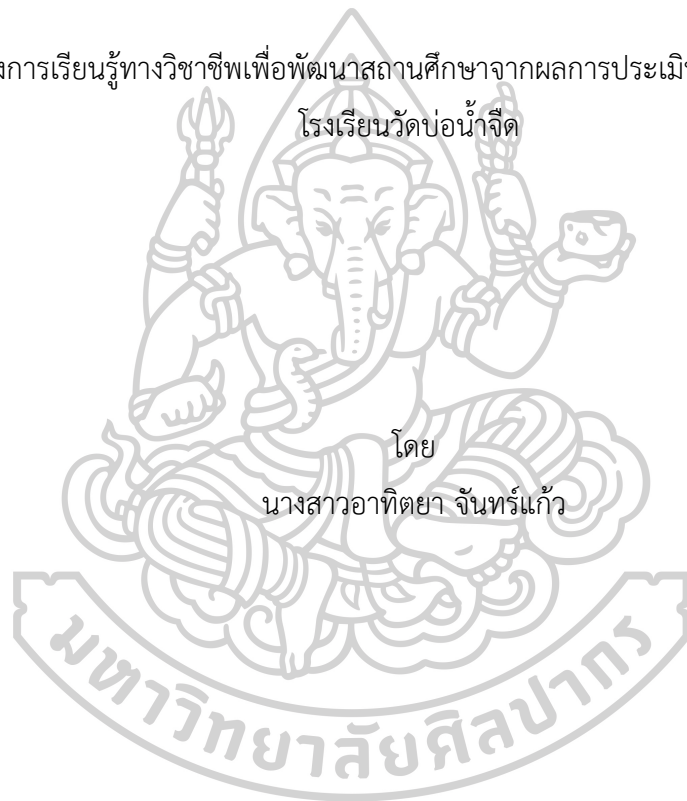 งการเรียนรู้ทางวิชาชีพเพื่อพัฒนาสถานศึกษาจากผลการประเมิน
โรงเรียนวัดบ่อน้ำจืด
โดย
นางสาวอาทิตยา จันทร์แก้ว
มหาวิทยาลัยศิลปากร